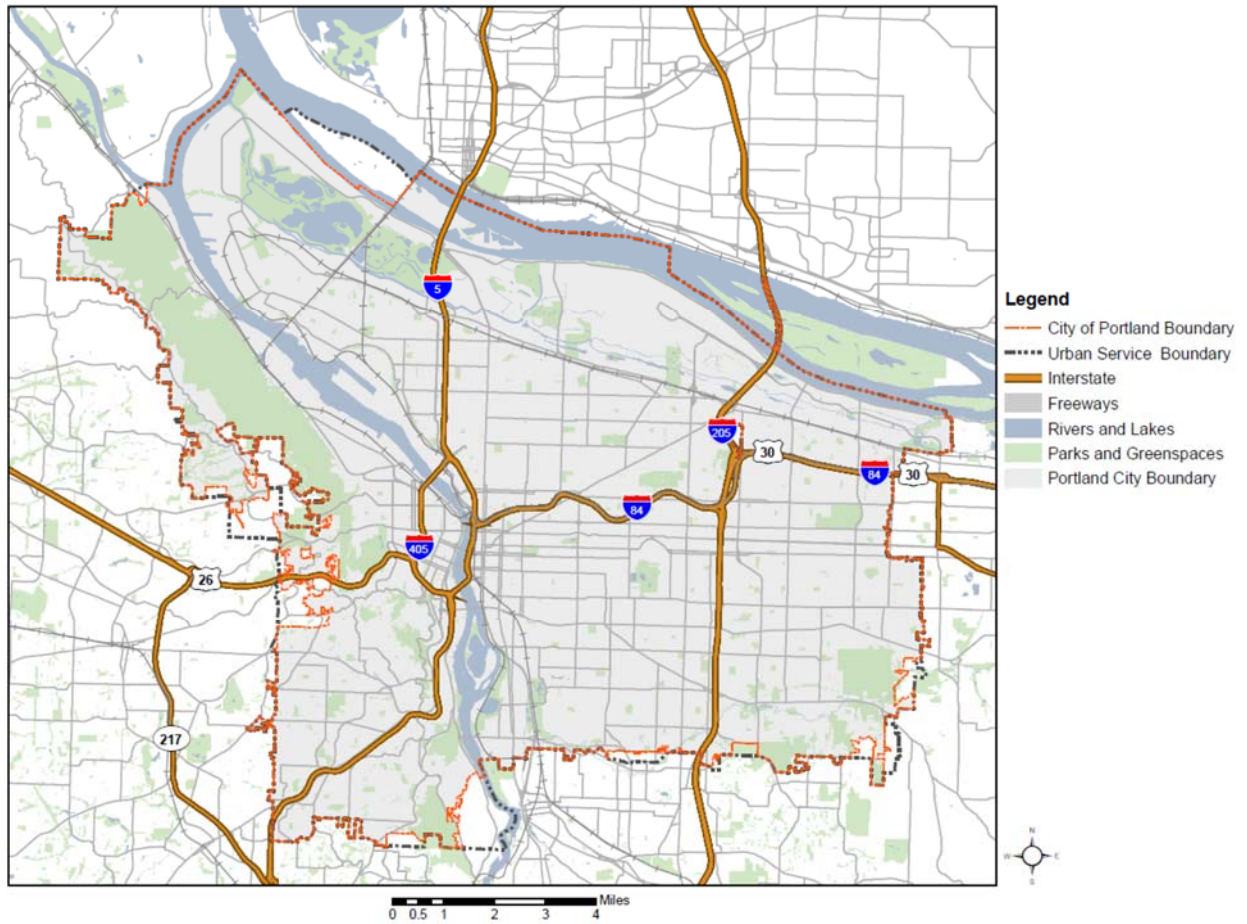 5
205
30
84
30
84
405
26
217
Legend
City of Portland Boundary
Urban Service Boundary
Interstate
Freeways
Rivers and Lakes
Parks and Greenspaces
Portland City Boundary
N
W E
S
Miles
0 0.5 1 2 3 4